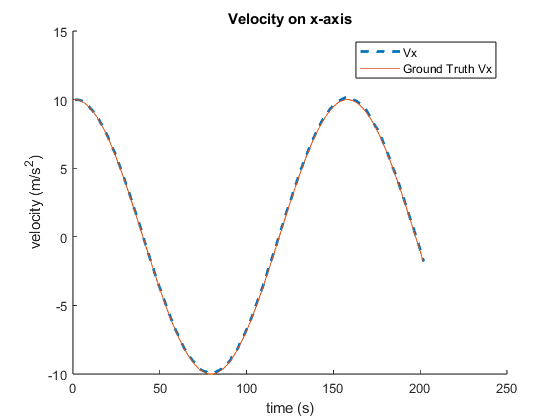 Velocity on x-axis
Vx
Ground Truth Vx
15
10
5
0
-5
-10
velocity (m/s²)
0
50
100
150
200
250
time (s)